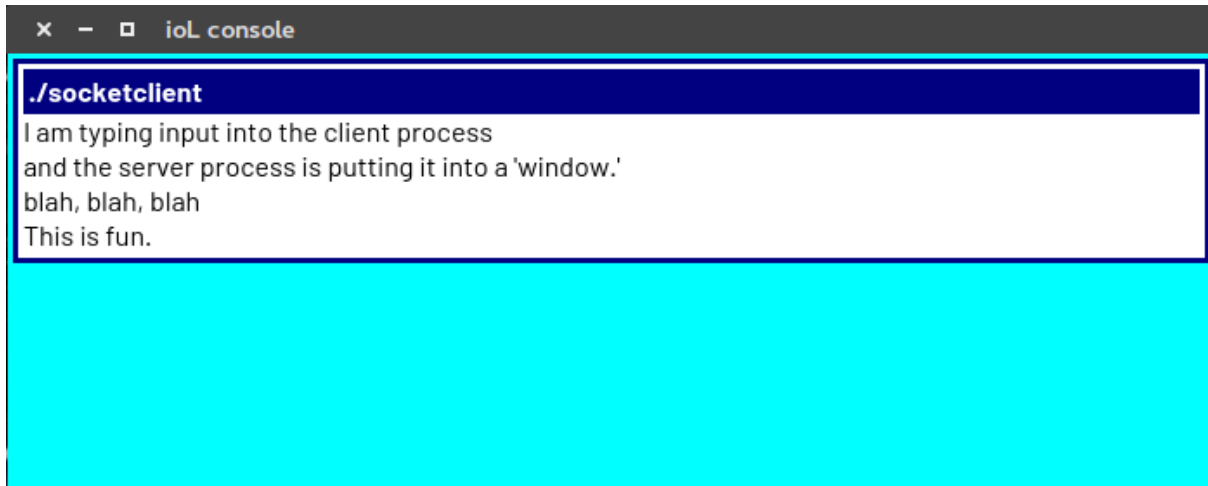 ioL console
./socketclient
I am typing input into the client process
and the server process is putting it into a 'window.'
blah, blah, blah
This is fun.